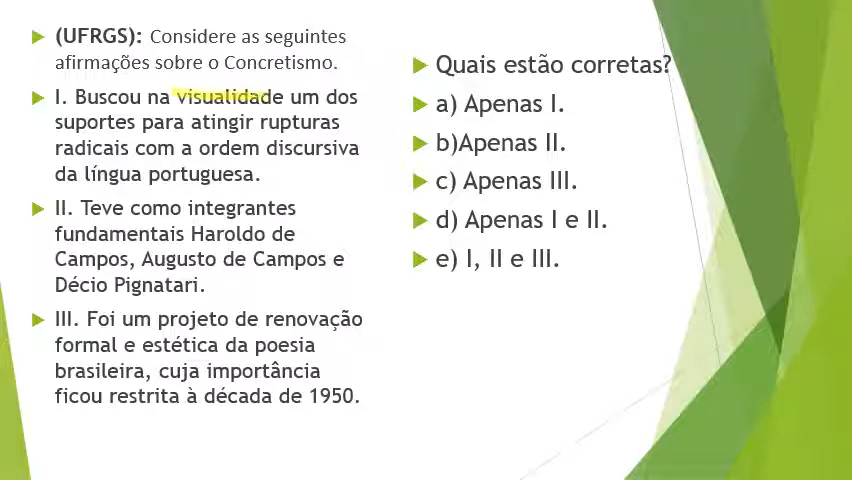 (UFRGS): Considere as seguintes
afirmações sobre o Concretismo.
I. Buscou na visualidade um dos
suportes para atingir rupturas
radicais com a ordem discursiva
da língua portuguesa.
II. Teve como integrantes
fundamentais Haroldo de
Campos, Augusto de Campos e
Décio Pignatari.
III. Foi um projeto de renovação
formal e estética da poesia
brasileira, cuja importância
ficou restrita à década de 1950.
Quais estão corretas?
a) Apenas I.
b)Apenas II.
c) Apenas III.
d) Apenas I e II.
e) I, II e III.